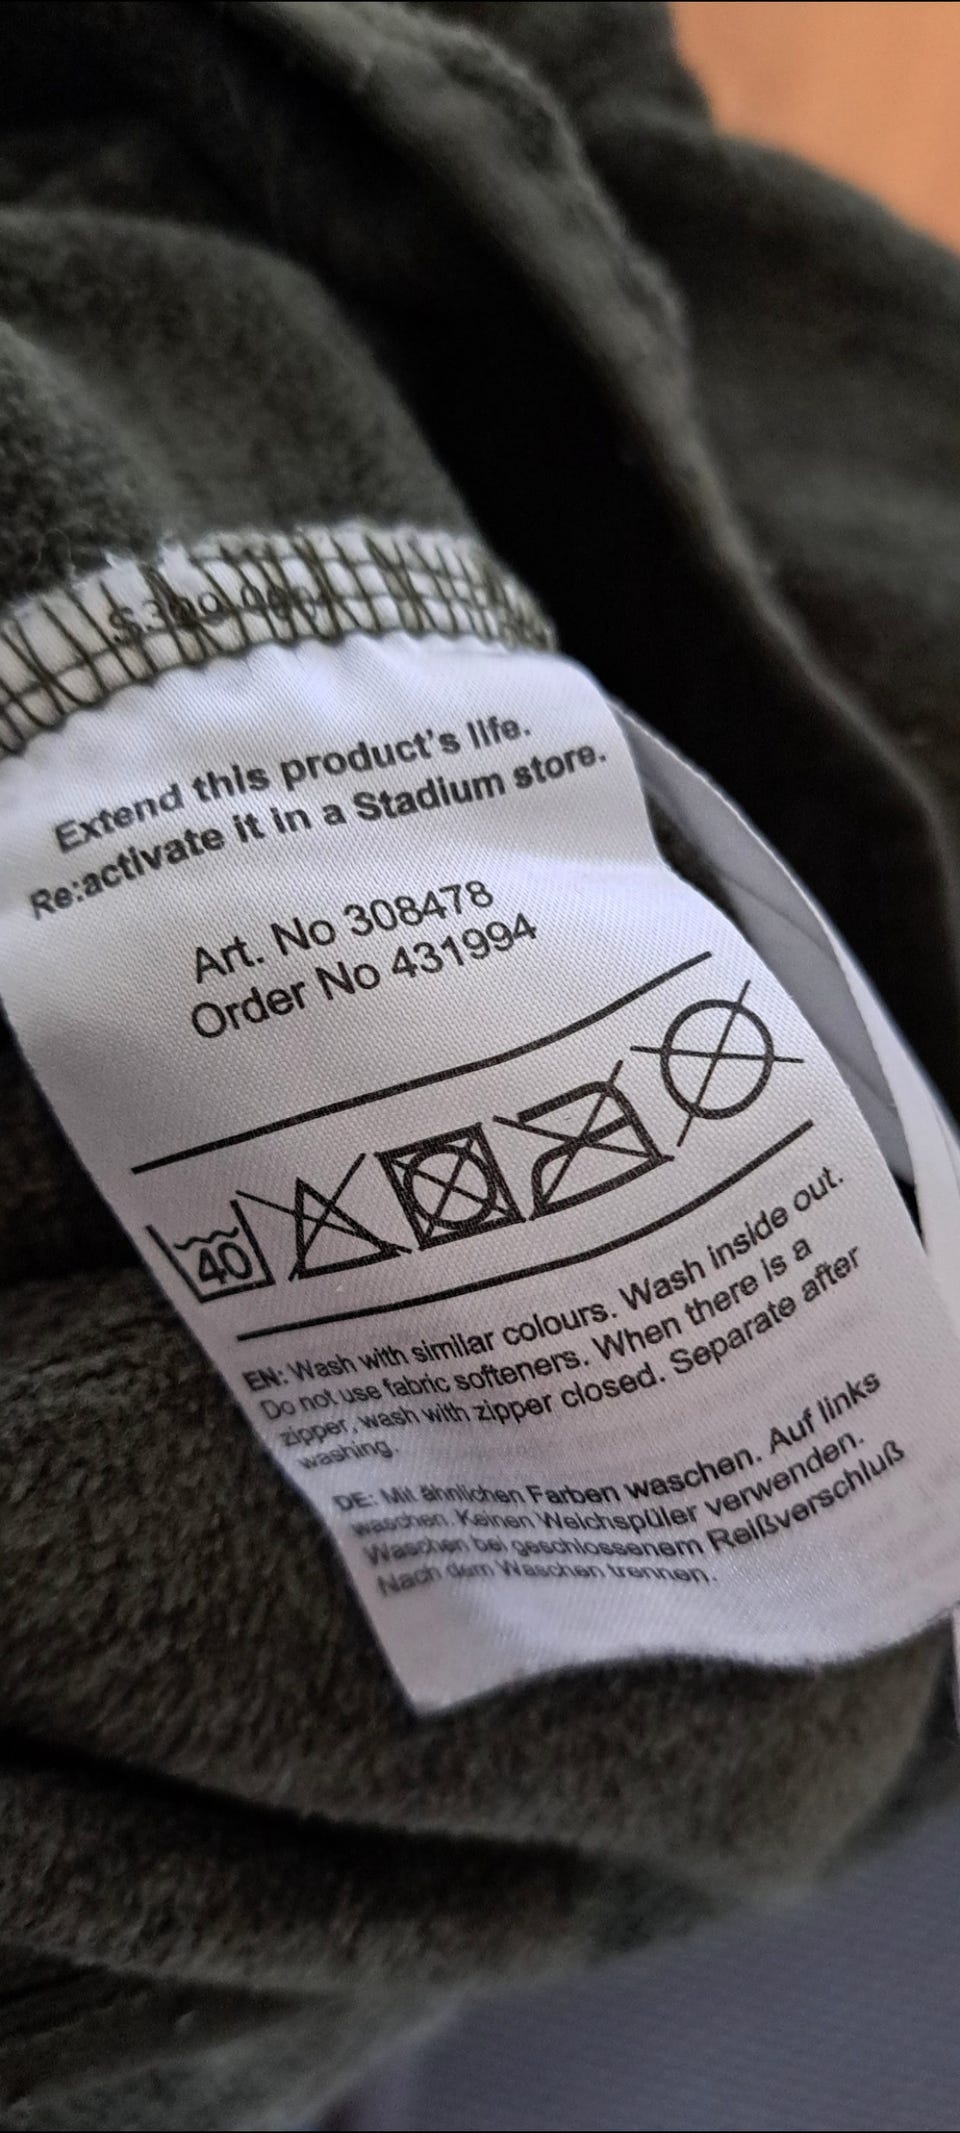 Extend this product's life.
Re:activate it in a Stadium store.
Art. No 308478
Order No 431994
40
EN: Wash with similar colours. Wash inside out.
Do not use fabric softeners. When there is a
zipper, wash with zipper closed. Separate after
washing.
DE: Mit ähnlichen Farben waschen. Auf links
waschen. Keinen Weichspüler verwenden.
Waschen bei geschlossenem Reißverschluß
Nach dem Waschen trennen.